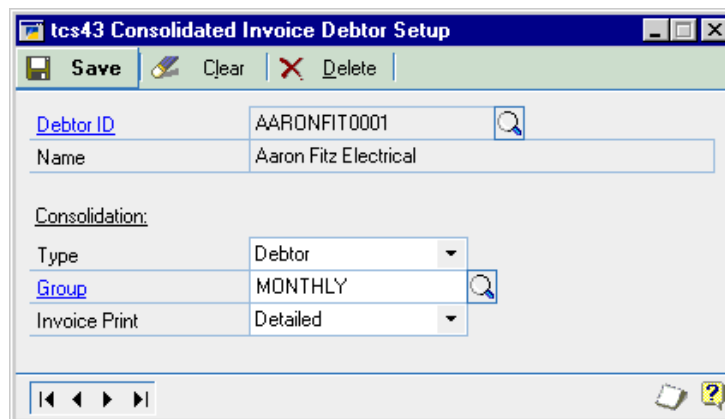 tcs43 Consolidated Invoice Debtor Setup
Save Clear Delete
Debtor ID AARONFIT0001
Name Aaron Fitz Electrical
Consolidation:
Type Debtor
Group MONTHLY
Invoice Print Detailed